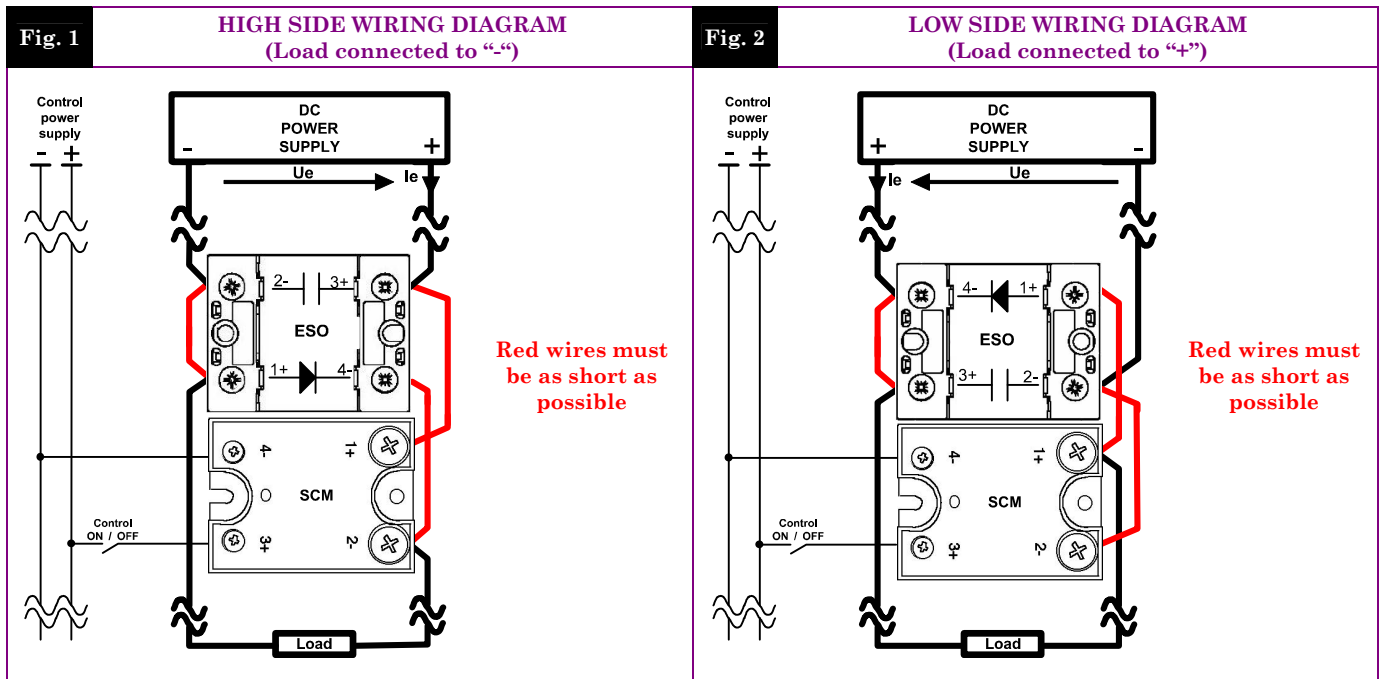 Fig. 1
HIGH SIDE WIRING DIAGRAM
(Load connected to “-“)
Control
power
supply
- +
DC
POWER
SUPPLY
- +
Ue
Ie
2- 3+
ESO
1+ 4-
Red wires must
be as short as
possible
4- 1+
SCM
Control
ON / OFF
3+ 2-
Load
Fig. 2
LOW SIDE WIRING DIAGRAM
(Load connected to “+”)
Control
power
supply
- +
DC
POWER
SUPPLY
+ -
Ie
Ue
4- 1+
ESO
3+ 2-
Red wires must
be as short as
possible
4- 1+
SCM
Control
ON / OFF
3+ 2-
Load